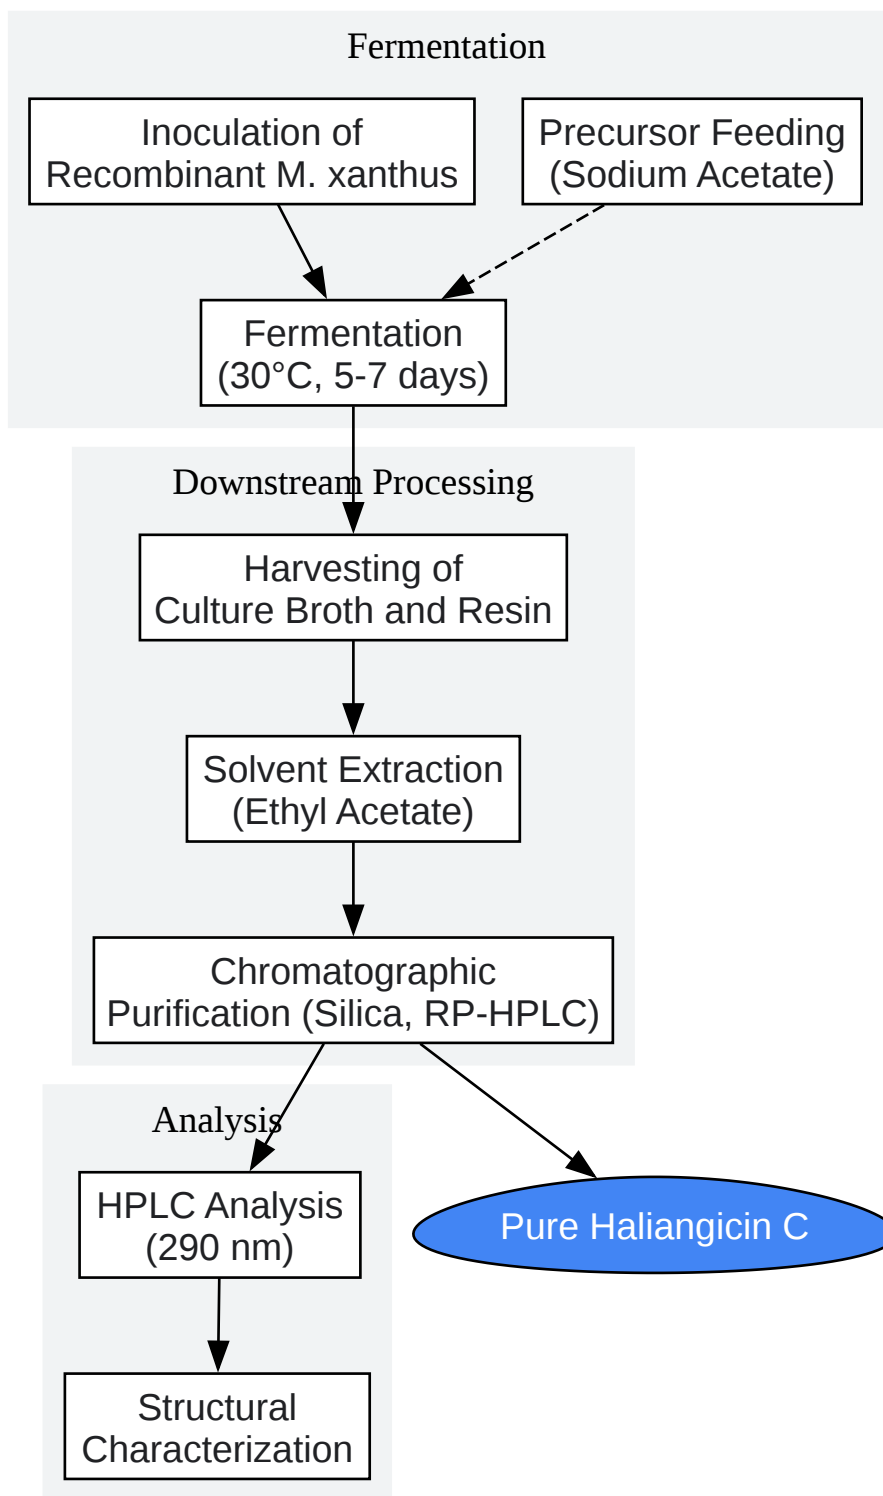 Fermentation
Inoculation of
Recombinant M. xanthus
Precursor Feeding
(Sodium Acetate)
Fermentation
(30°C, 5-7 days)
Downstream Processing
Harvesting of
Culture Broth and Resin
Solvent Extraction
(Ethyl Acetate)
Chromatographic
Purification (Silica, RP-HPLC)
Analysis
HPLC Analysis
(290 nm)
Pure Haliangicin C
Structural
Characterization